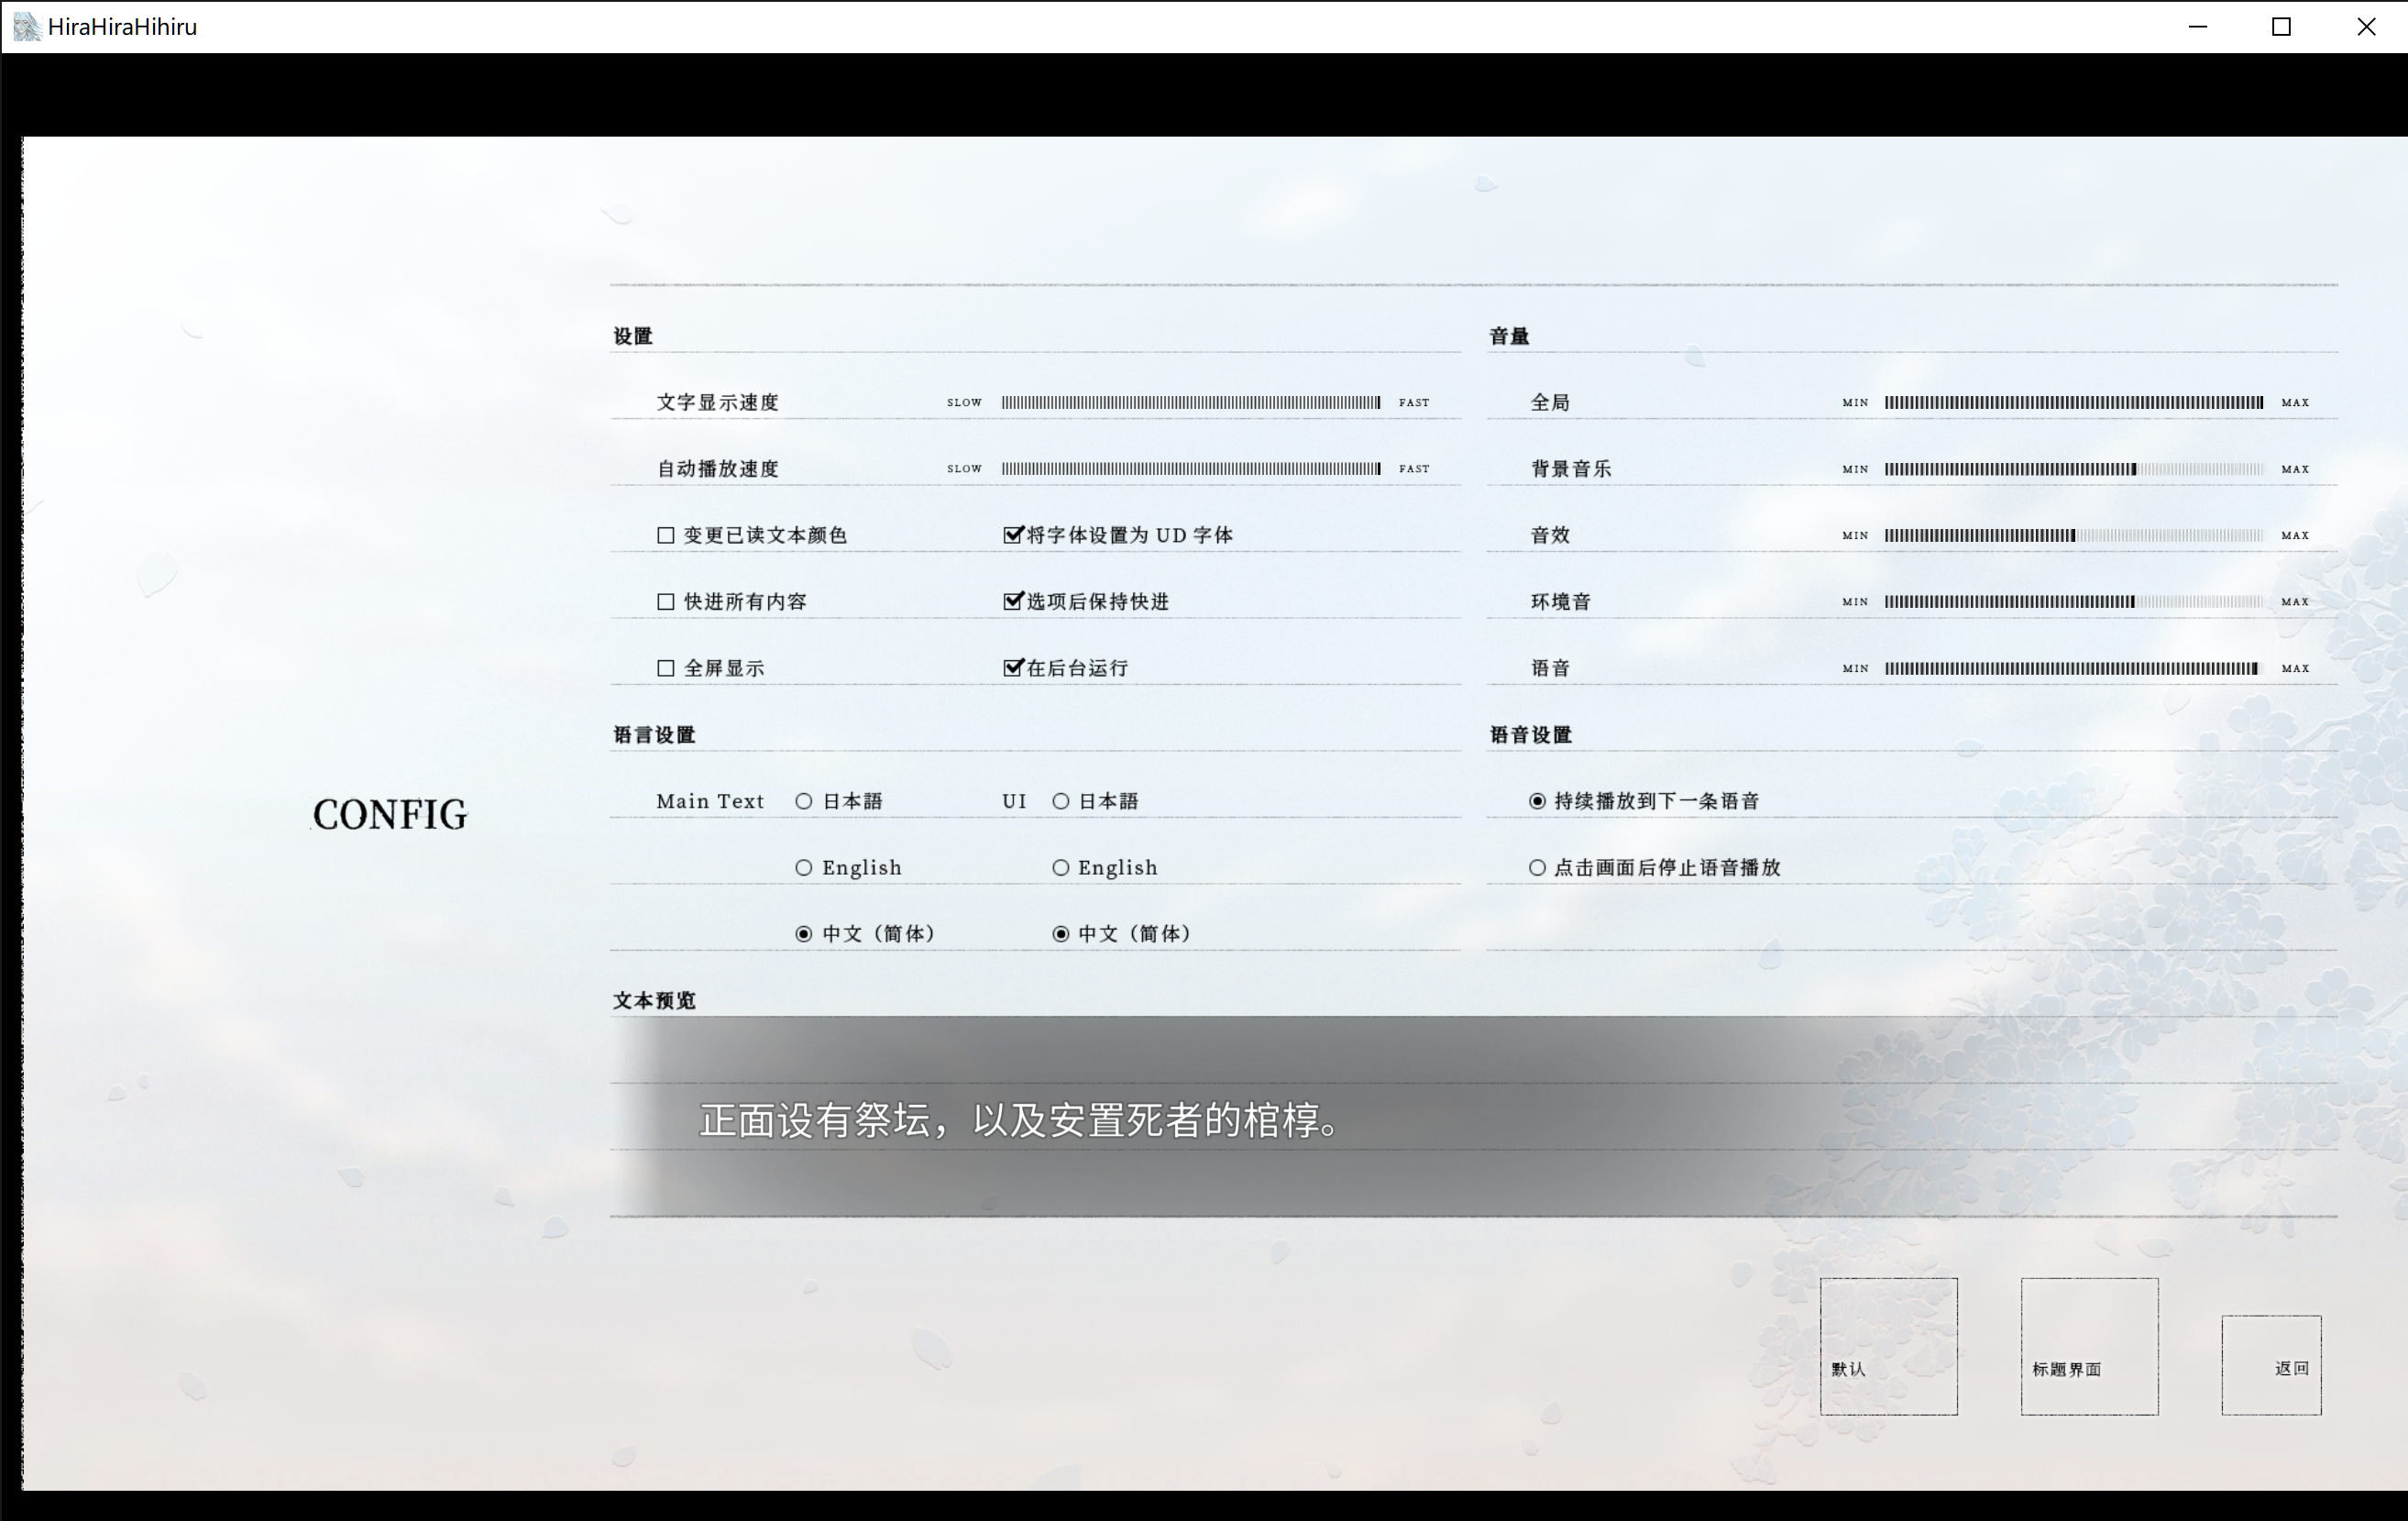 HiraHiraHihiru
CONFIG
设置
文字显示速度 SLOW FAST
自动播放速度 SLOW FAST
变更已读文本颜色 将字体设置为 UD 字体
快进所有内容 选项后保持快进
全屏显示 在后台运行
音量
全局 MIN MAX
背景音乐 MIN MAX
音效 MIN MAX
环境音 MIN MAX
语音 MIN MAX
语言设置
Main Text 日本語 UI 日本語
English English
中文（简体） 中文（简体）
语音设置
持续播放到下一条语音
点击画面后停止语音播放
文本预览
正面设有祭坛，以及安置死者的棺椁。
默认 标题界面 返回